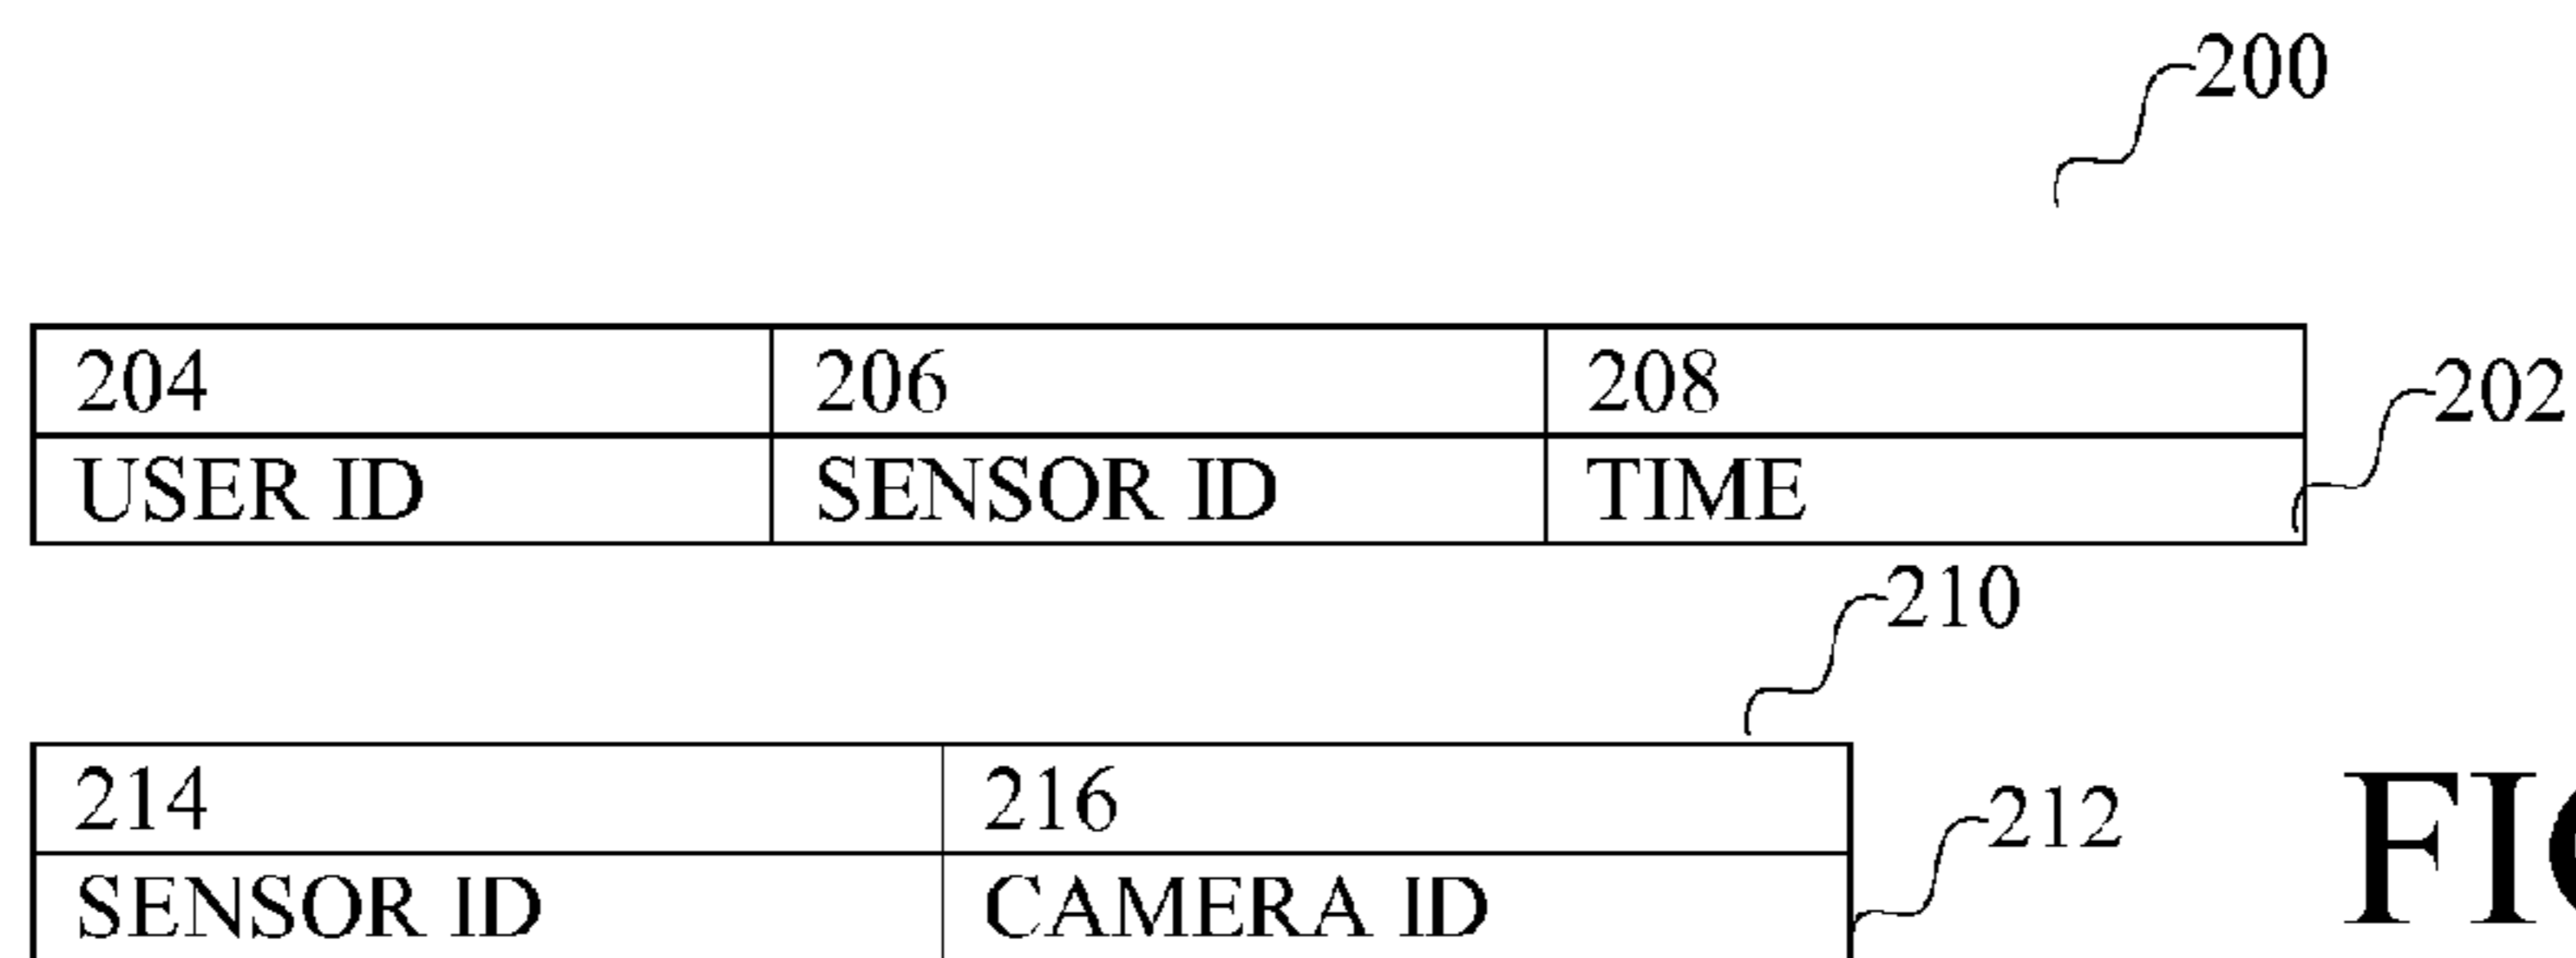 200
204 206 208
202
USER ID SENSOR ID TIME
210
214 216
212
SENSOR ID CAMERA ID